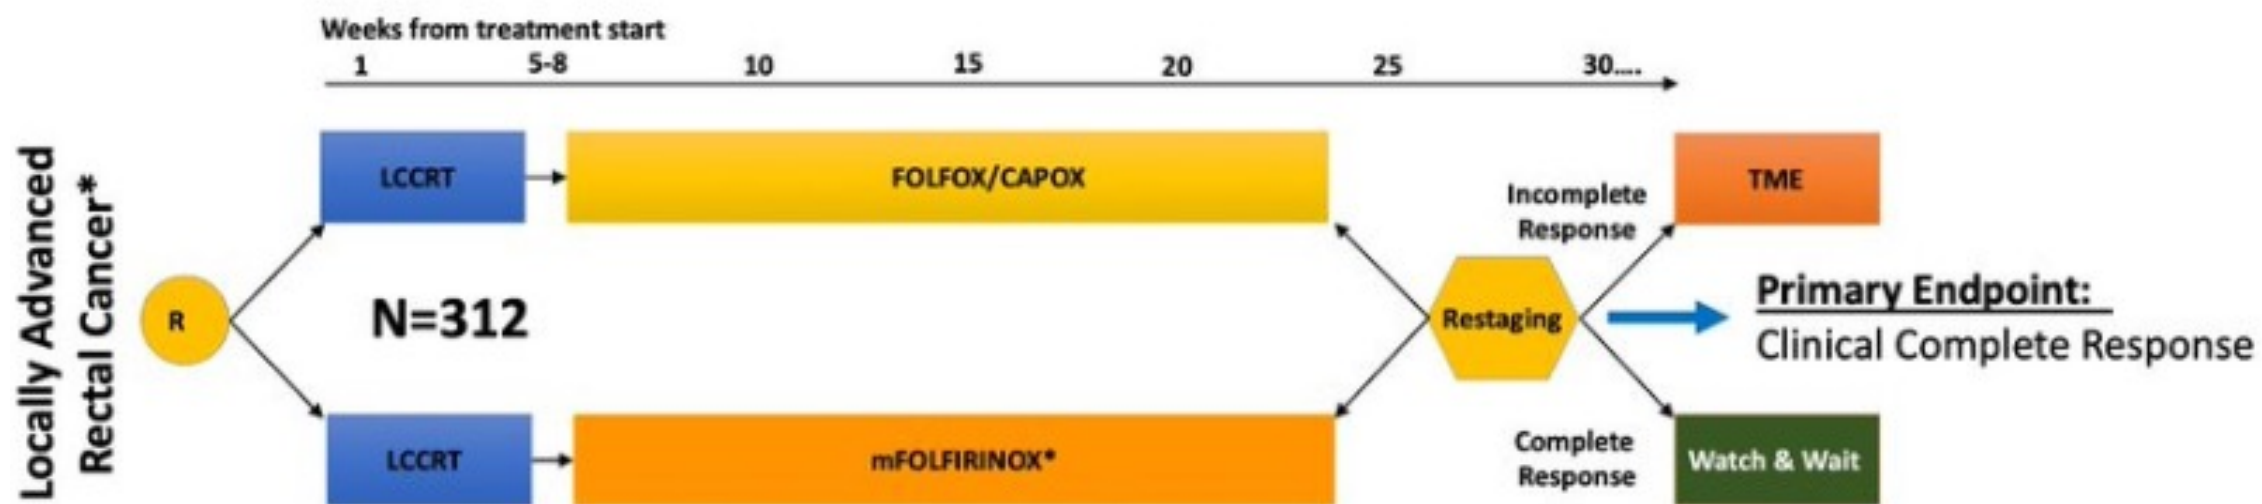 Weeks from treatment start
1 5-8 10 15 20 25 30....
Locally Advanced
Rectal Cancer*
R
LCCRT
FOLFOX/CAPOX
N=312
LCCRT
mFOLFIRINOX*
Restaging
Incomplete
Response
TME
Primary Endpoint:
Clinical Complete Response
Complete
Response
Watch & Wait